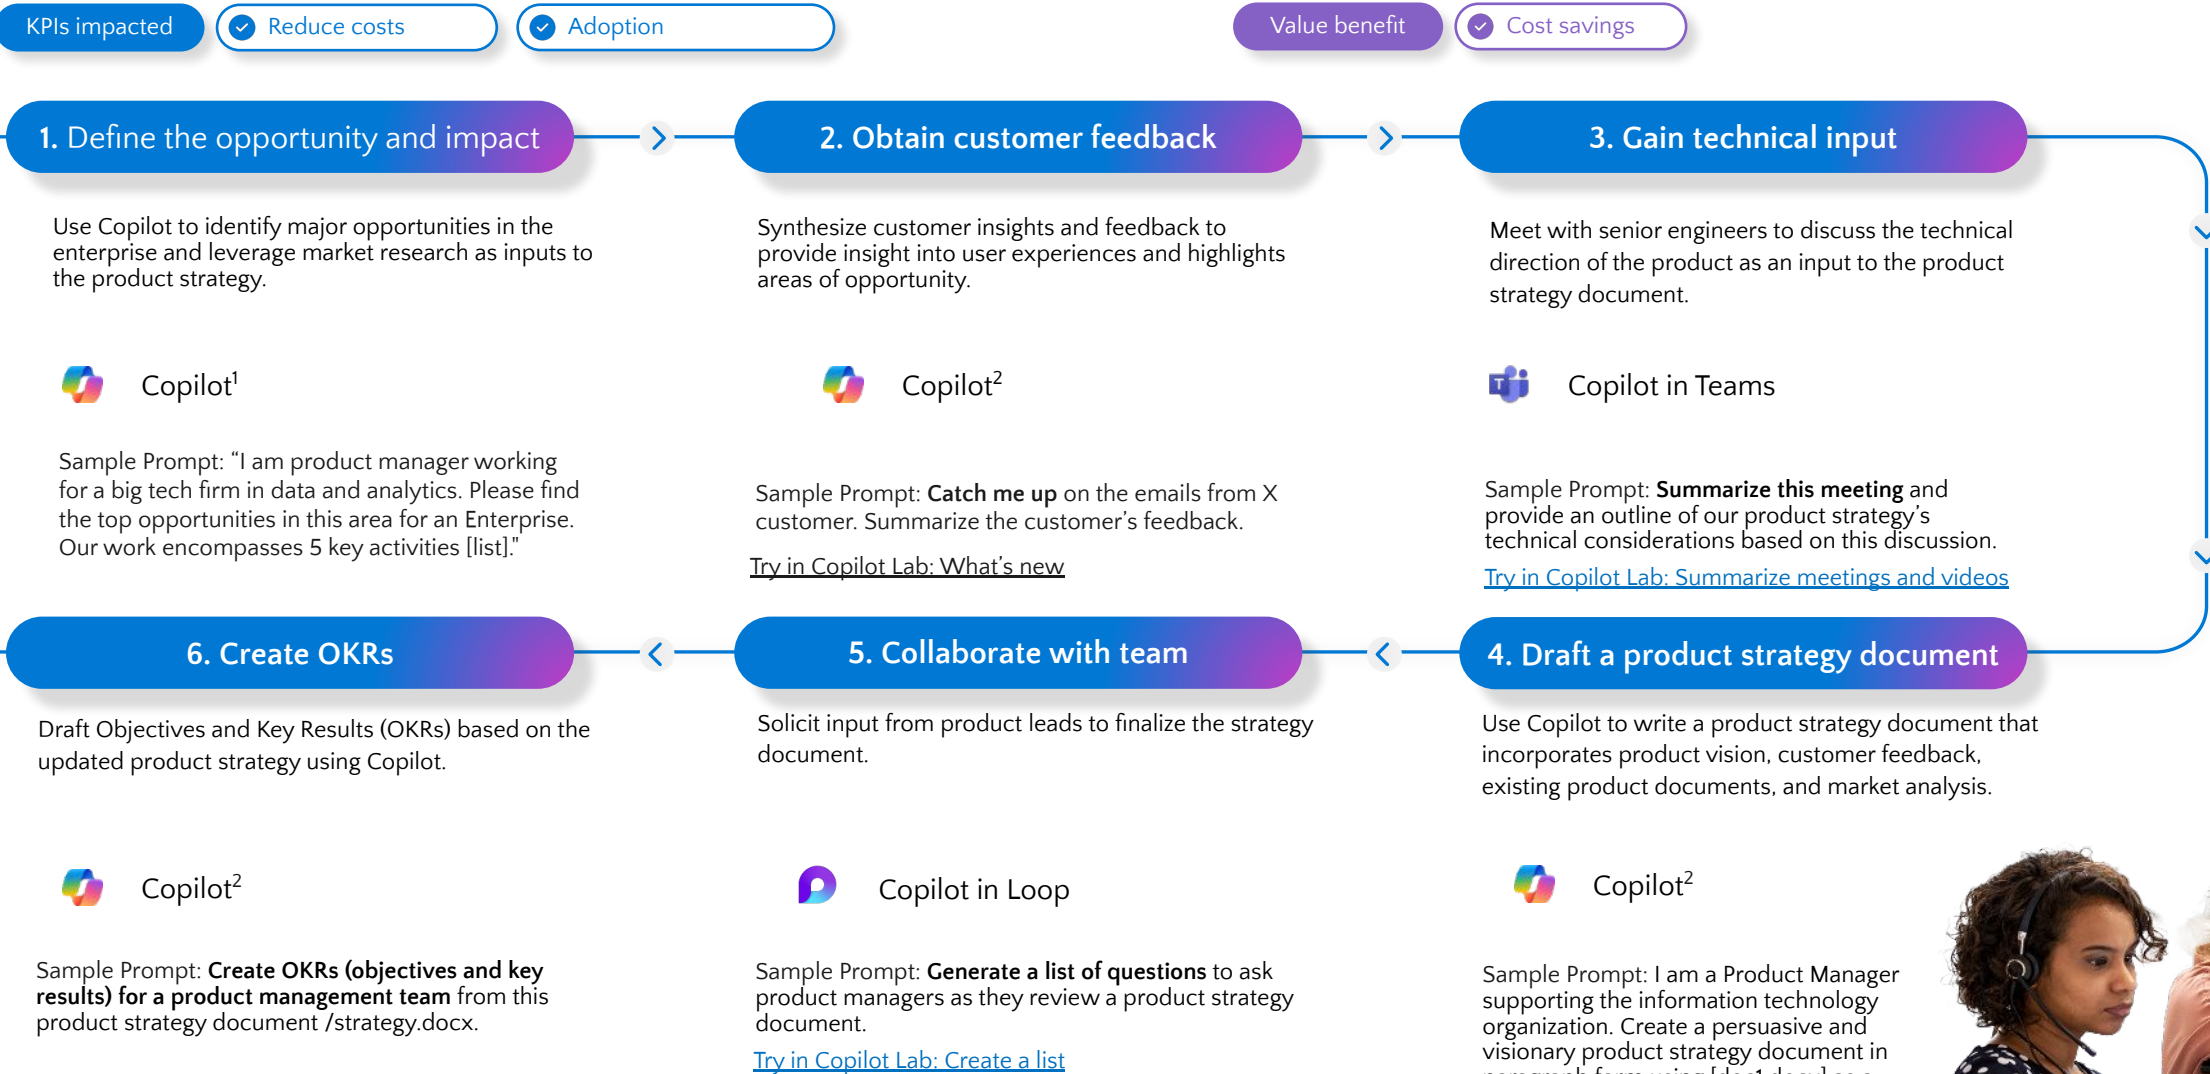 KPIs impacted
Reduce costs
Adoption
Value benefit
Cost savings
1. Define the opportunity and impact
2. Obtain customer feedback
3. Gain technical input
Use Copilot to identify major opportunities in the
enterprise and leverage market research as inputs to
the product strategy.
Synthesize customer insights and feedback to
provide insight into user experiences and highlights
areas of opportunity.
Meet with senior engineers to discuss the technical
direction of the product as an input to the product
strategy document.
Copilot¹
Copilot²
Copilot in Teams
Sample Prompt: “I am product manager working
for a big tech firm in data and analytics. Please find
the top opportunities in this area for an Enterprise.
Our work encompasses 5 key activities [list]."
Sample Prompt: Catch me up on the emails from X
customer. Summarize the customer’s feedback.
Try in Copilot Lab: What’s new
Sample Prompt: Summarize this meeting and
provide an outline of our product strategy’s
technical considerations based on this discussion.
Try in Copilot Lab: Summarize meetings and videos
6. Create OKRs
5. Collaborate with team
4. Draft a product strategy document
Draft Objectives and Key Results (OKRs) based on the
updated product strategy using Copilot.
Solicit input from product leads to finalize the strategy
document.
Use Copilot to write a product strategy document that
incorporates product vision, customer feedback,
existing product documents, and market analysis.
Copilot²
Copilot in Loop
Copilot²
Sample Prompt: Create OKRs (objectives and key
results) for a product management team from this
product strategy document /strategy.docx.
Sample Prompt: Generate a list of questions to ask
product managers as they review a product strategy
document.
Try in Copilot Lab: Create a list
Sample Prompt: I am a Product Manager
supporting the information technology
organization. Create a persuasive and
visionary product strategy document in